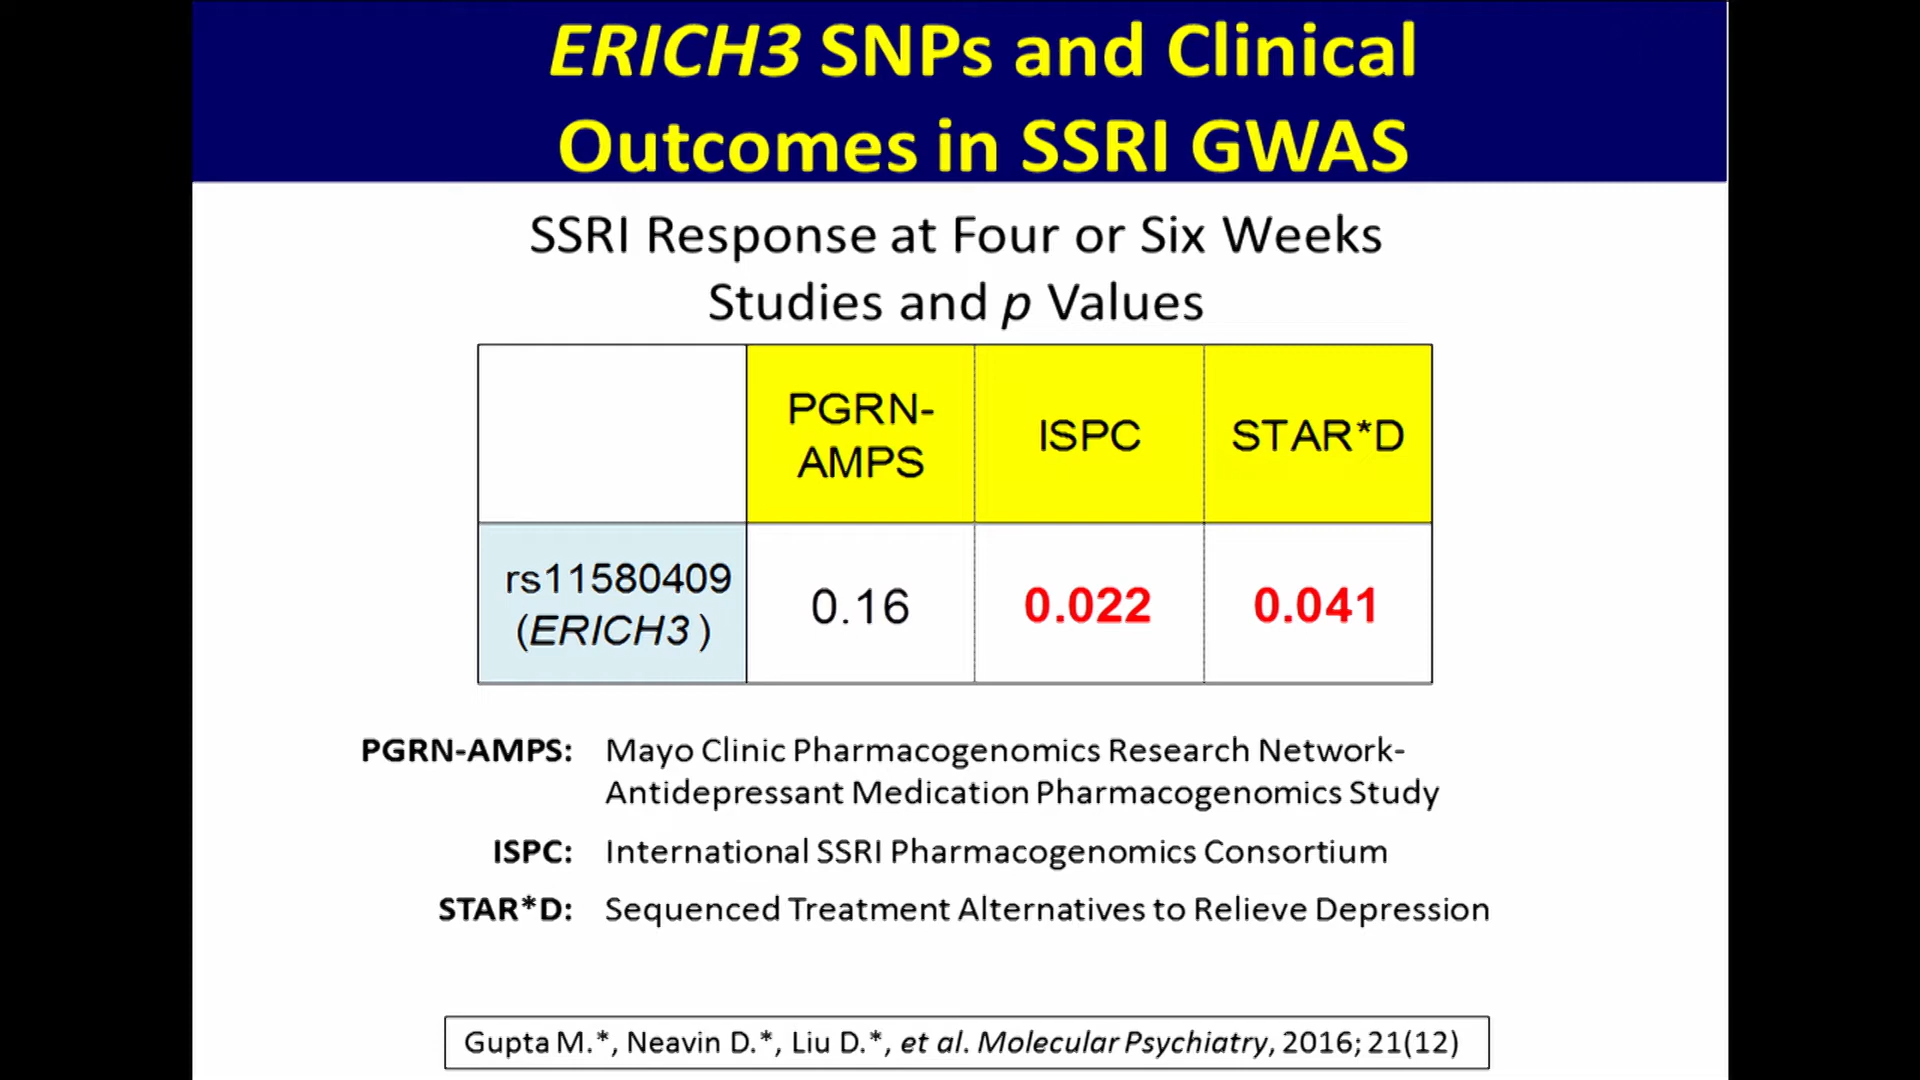 ERICH3 SNPs and Clinical
Outcomes in SSRI GWAS
SSRI Response at Four or Six Weeks
Studies and p Values
PGRN-
AMPS
ISPC
STAR*D
rs11580409
(ERICH3)
0.16
0.022
0.041
PGRN-AMPS: Mayo Clinic Pharmacogenomics Research Network-
Antidepressant Medication Pharmacogenomics Study
ISPC: International SSRI Pharmacogenomics Consortium
STAR*D: Sequenced Treatment Alternatives to Relieve Depression
Gupta M.*, Neavin D.*, Liu D.*, et al. Molecular Psychiatry, 2016; 21(12)